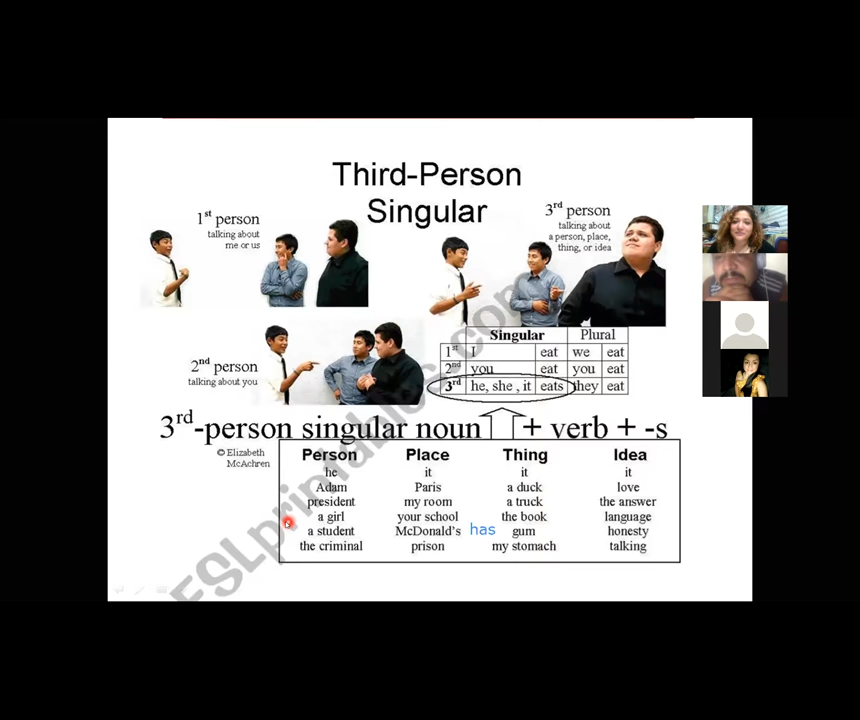 Third-Person
Singular
1st person
talking about
me or us
3rd person
talking about
a person, place,
thing, or idea
2nd person
talking about you
Singular Plural
1st I eat we eat
2nd you eat you eat
3rd he, she , it eats they eat
3rd-person singular noun + verb + -s
© Elizabeth
McAchren
Person Place Thing Idea
he it it it
Adam Paris a duck love
president my room a truck the answer
a girl your school the book language
a student McDonald's has gum honesty
the criminal prison my stomach talking
ESLprintables.com